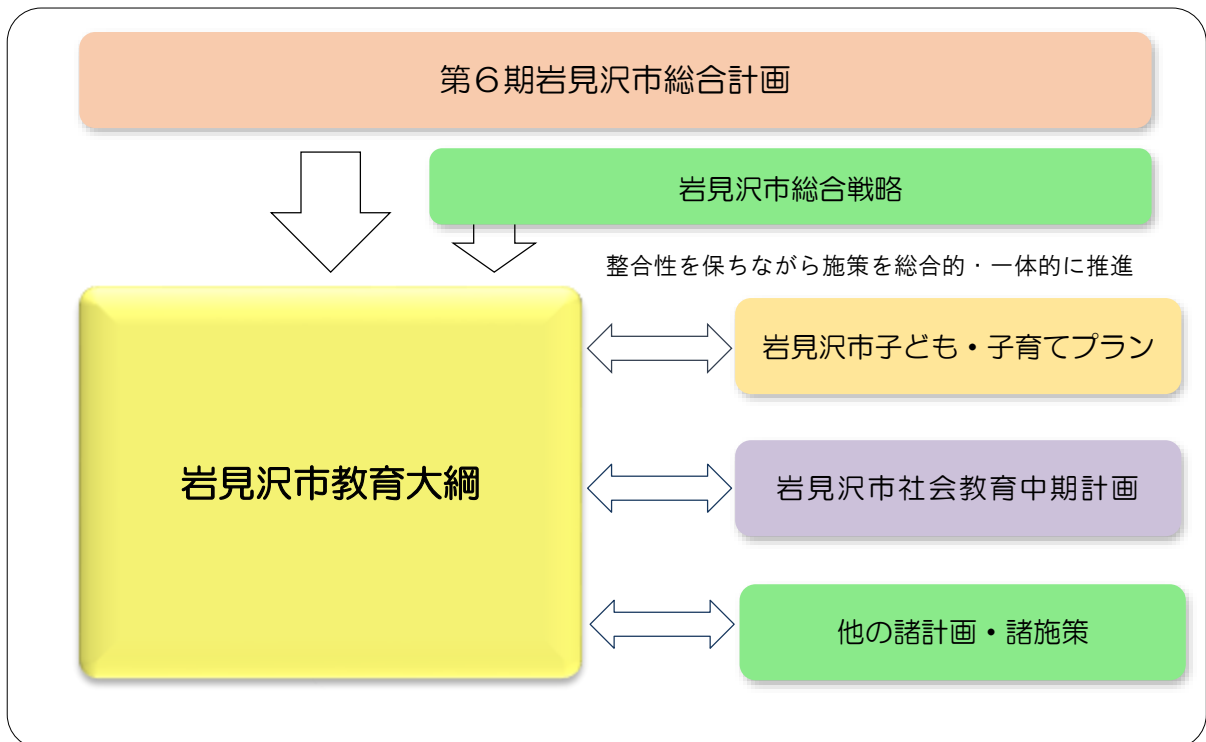 第６期岩見沢市総合計画
岩見沢市総合戦略
整合性を保ちながら施策を総合的・一体的に推進
岩見沢市子ども・子育てプラン
岩見沢市教育大綱
岩見沢市社会教育中期計画
他の諸計画・諸施策